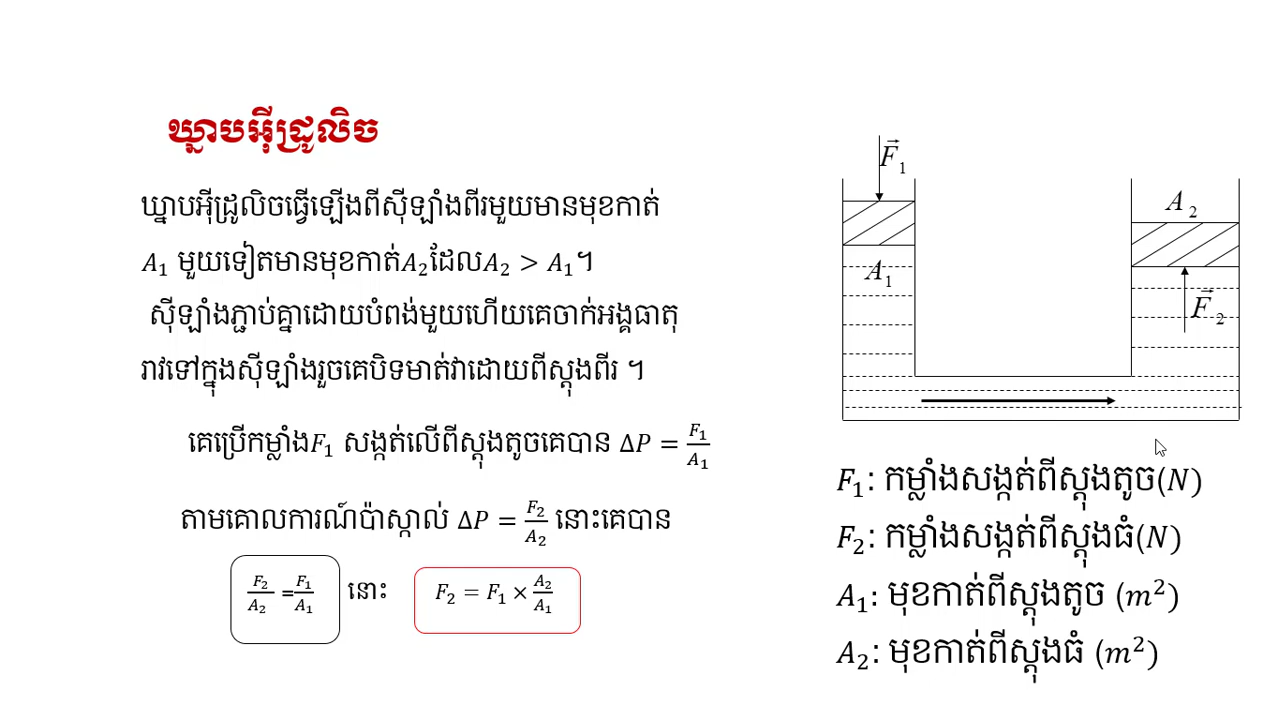 ឃ្នាបអ៊ីដ្រូលិច
ឃ្នាបអ៊ីដ្រូលិចធ្វើឡើងពីស៊ីឡាំងពីរមួយមានមុខកាត់
A₁ មួយទៀតមានមុខកាត់A₂ដែលA₂ > A₁។
ស៊ីឡាំងភ្ជាប់គ្នាដោយបំពង់មួយហើយគេចាក់អង្គធាតុ
រាវទៅក្នុងស៊ីឡាំងរួចគេបិទមាត់វាដោយពីស្តុងពីរ ។
គេប្រើកម្លាំងF₁ សង្កត់លើពីស្តុងតូចគេបាន ΔP = F₁/A₁
តាមគោលការណ៍ប៉ាស្កាល់ ΔP = F₂/A₂ នោះគេបាន
F₂/A₂ =F₁/A₁ នោះ F₂ = F₁ × A₂/A₁
F⃗₁
A₂
A₁
F⃗₂
F₁: កម្លាំងសង្កត់ពីស្តុងតូច(N)
F₂: កម្លាំងសង្កត់ពីស្តុងធំ(N)
A₁: មុខកាត់ពីស្តុងតូច (m²)
A₂: មុខកាត់ពីស្តុងធំ (m²)